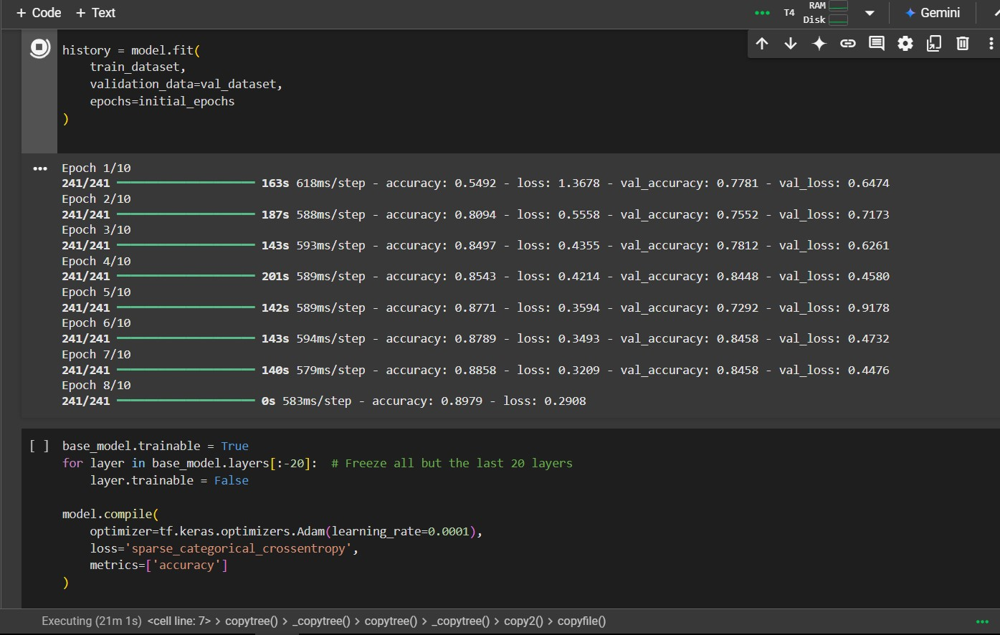 + Code + Text
T4
RAM
Disk
Gemini
history = model.fit(
    train_dataset,
    validation_data=val_dataset,
    epochs=initial_epochs
)
Epoch 1/10
241/241 163s 618ms/step - accuracy: 0.5492 - loss: 1.3678 - val_accuracy: 0.7781 - val_loss: 0.6474
Epoch 2/10
241/241 187s 588ms/step - accuracy: 0.8094 - loss: 0.5558 - val_accuracy: 0.7552 - val_loss: 0.7173
Epoch 3/10
241/241 143s 593ms/step - accuracy: 0.8497 - loss: 0.4355 - val_accuracy: 0.7812 - val_loss: 0.6261
Epoch 4/10
241/241 201s 589ms/step - accuracy: 0.8543 - loss: 0.4214 - val_accuracy: 0.8448 - val_loss: 0.4580
Epoch 5/10
241/241 142s 589ms/step - accuracy: 0.8771 - loss: 0.3594 - val_accuracy: 0.7292 - val_loss: 0.9178
Epoch 6/10
241/241 143s 594ms/step - accuracy: 0.8789 - loss: 0.3493 - val_accuracy: 0.8458 - val_loss: 0.4732
Epoch 7/10
241/241 140s 579ms/step - accuracy: 0.8858 - loss: 0.3209 - val_accuracy: 0.8458 - val_loss: 0.4476
Epoch 8/10
241/241 0s 583ms/step - accuracy: 0.8979 - loss: 0.2908
[ ] base_model.trainable = True
for layer in base_model.layers[:-20]:  # Freeze all but the last 20 layers
    layer.trainable = False
model.compile(
    optimizer=tf.keras.optimizers.Adam(learning_rate=0.0001),
    loss='sparse_categorical_crossentropy',
    metrics=['accuracy']
)
Executing (21m 1s) <cell line: 7> > copytree() > _copytree() > copytree() > _copytree() > copy2() > copyfile()